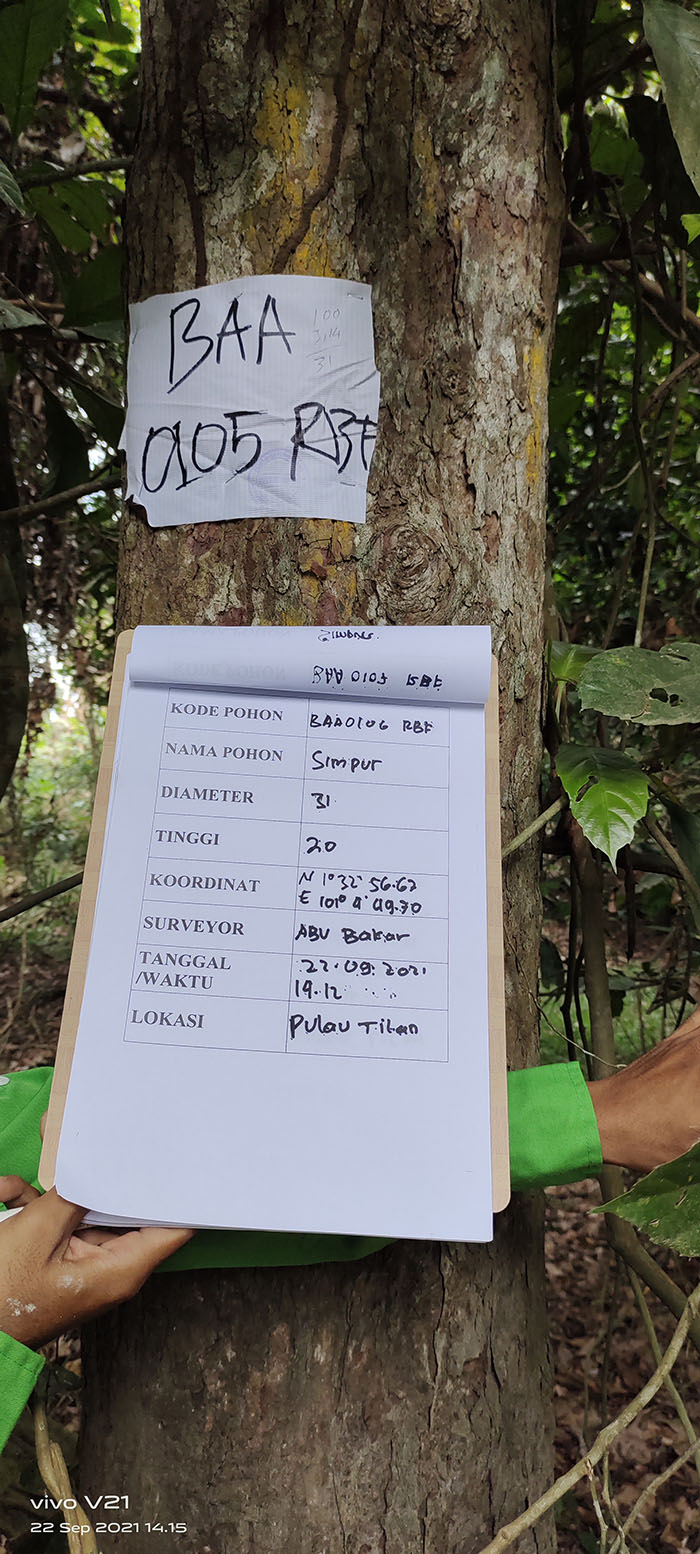 BAA
100
3,14
31
0105 RBF
BAA 0105 RBF
KODE POHON BAA0106 RBF
NAMA POHON Simpur
DIAMETER 31
TINGGI 20
KOORDINAT N 1° 32' 56.62
E 101° 4' 49.70
SURVEYOR ABU Bakar
TANGGAL 22.09.2021
/WAKTU 19.12
LOKASI Pulau Tilan
vivo V21
22 Sep 2021 14.15